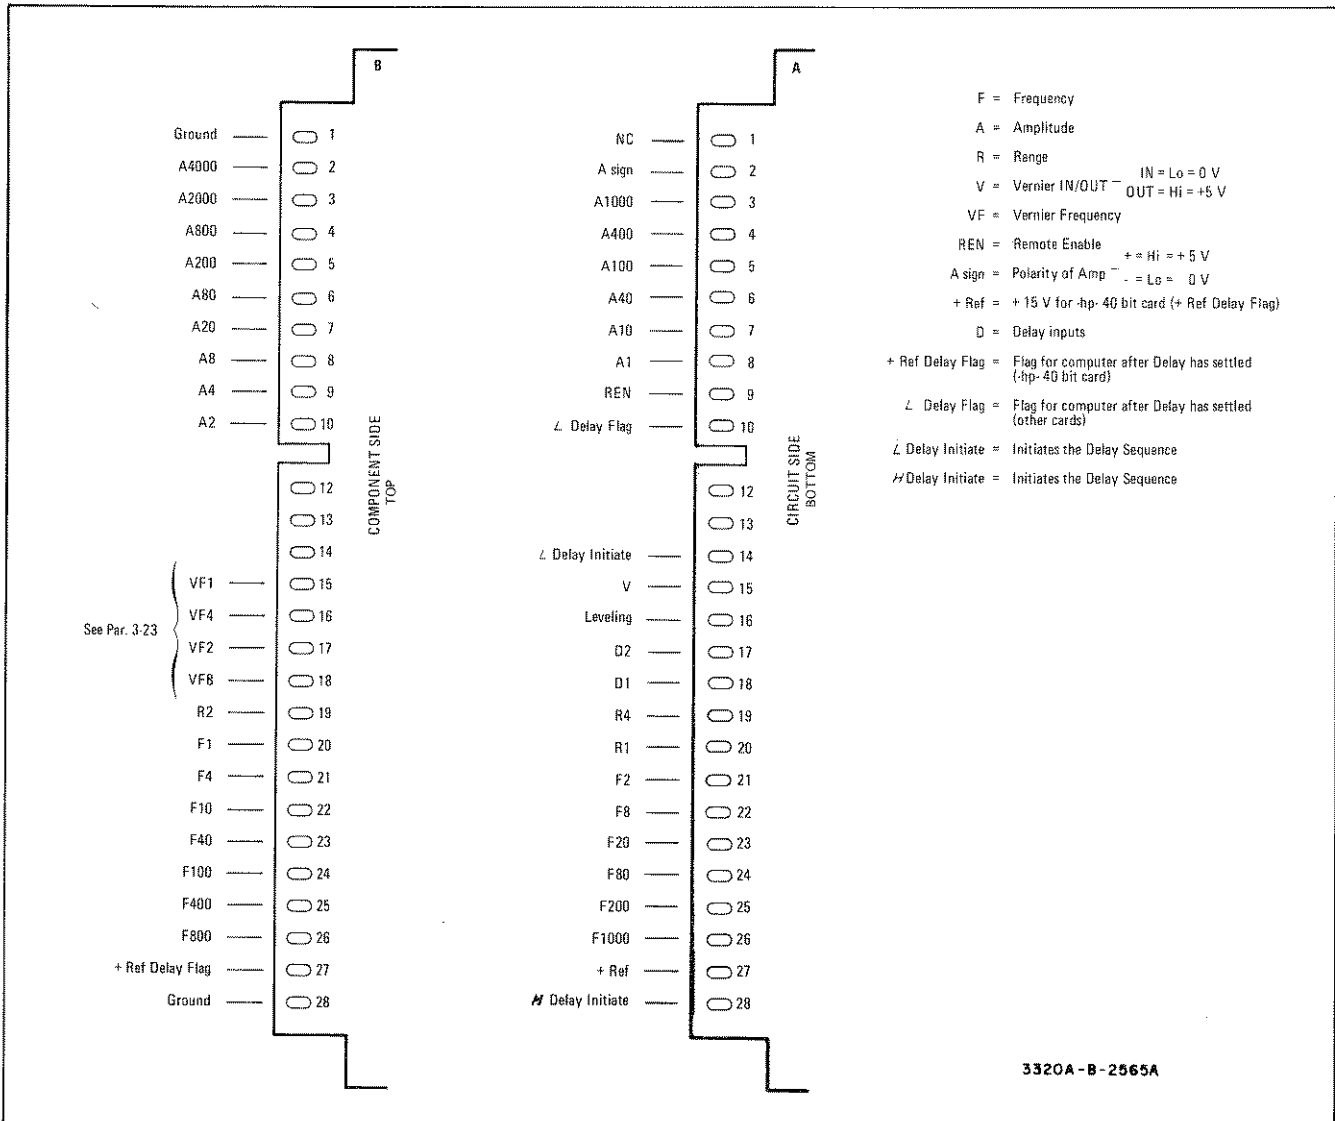 B
Ground 1
A4000 2
A2000 3
A800 4
A200 5
A80 6
A20 7
A8 8
A4 9
A2 10
12
13
14
VF1 15
VF4 16
See Par. 3-23
VF2 17
VF8 18
R2 19
F1 20
F4 21
F10 22
F40 23
F100 24
F400 25
F800 26
+ Ref Delay Flag 27
Ground 28
COMPONENT SIDE
TOP
A
NC 1
A sign 2
A1000 3
A400 4
A100 5
A40 6
A10 7
A1 8
REN 9
L Delay Flag 10
12
13
L Delay Initiate 14
V 15
Leveling 16
D2 17
D1 18
R4 19
R1 20
F2 21
F8 22
F20 23
F80 24
F200 25
F1000 26
+ Ref 27
H Delay Initiate 28
CIRCUIT SIDE
BOTTOM
F = Frequency
A = Amplitude
R = Range
V = Vernier IN/OUT – IN = Lo = 0 V
OUT = Hi = +5 V
VF = Vernier Frequency
REN = Remote Enable
A sign = Polarity of Amp – + = Hi = + 5 V
- = Lo = 0 V
+ Ref = + 15 V for -hp- 40 bit card (+ Ref Delay Flag)
D = Delay inputs
+ Ref Delay Flag = Flag for computer after Delay has settled
(-hp- 40 bit card)
L Delay Flag = Flag for computer after Delay has settled
(other cards)
L Delay Initiate = Initiates the Delay Sequence
H Delay Initiate = Initiates the Delay Sequence
3320A-B-2565A